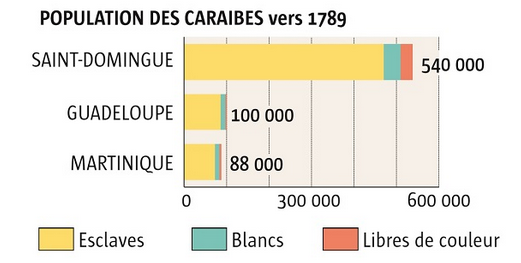 POPULATION DES CARAIBES vers 1789
SAINT-DOMINGUE 540 000
GUADELOUPE 100 000
MARTINIQUE 88 000
0 300 000 600 000
Esclaves Blancs Libres de couleur